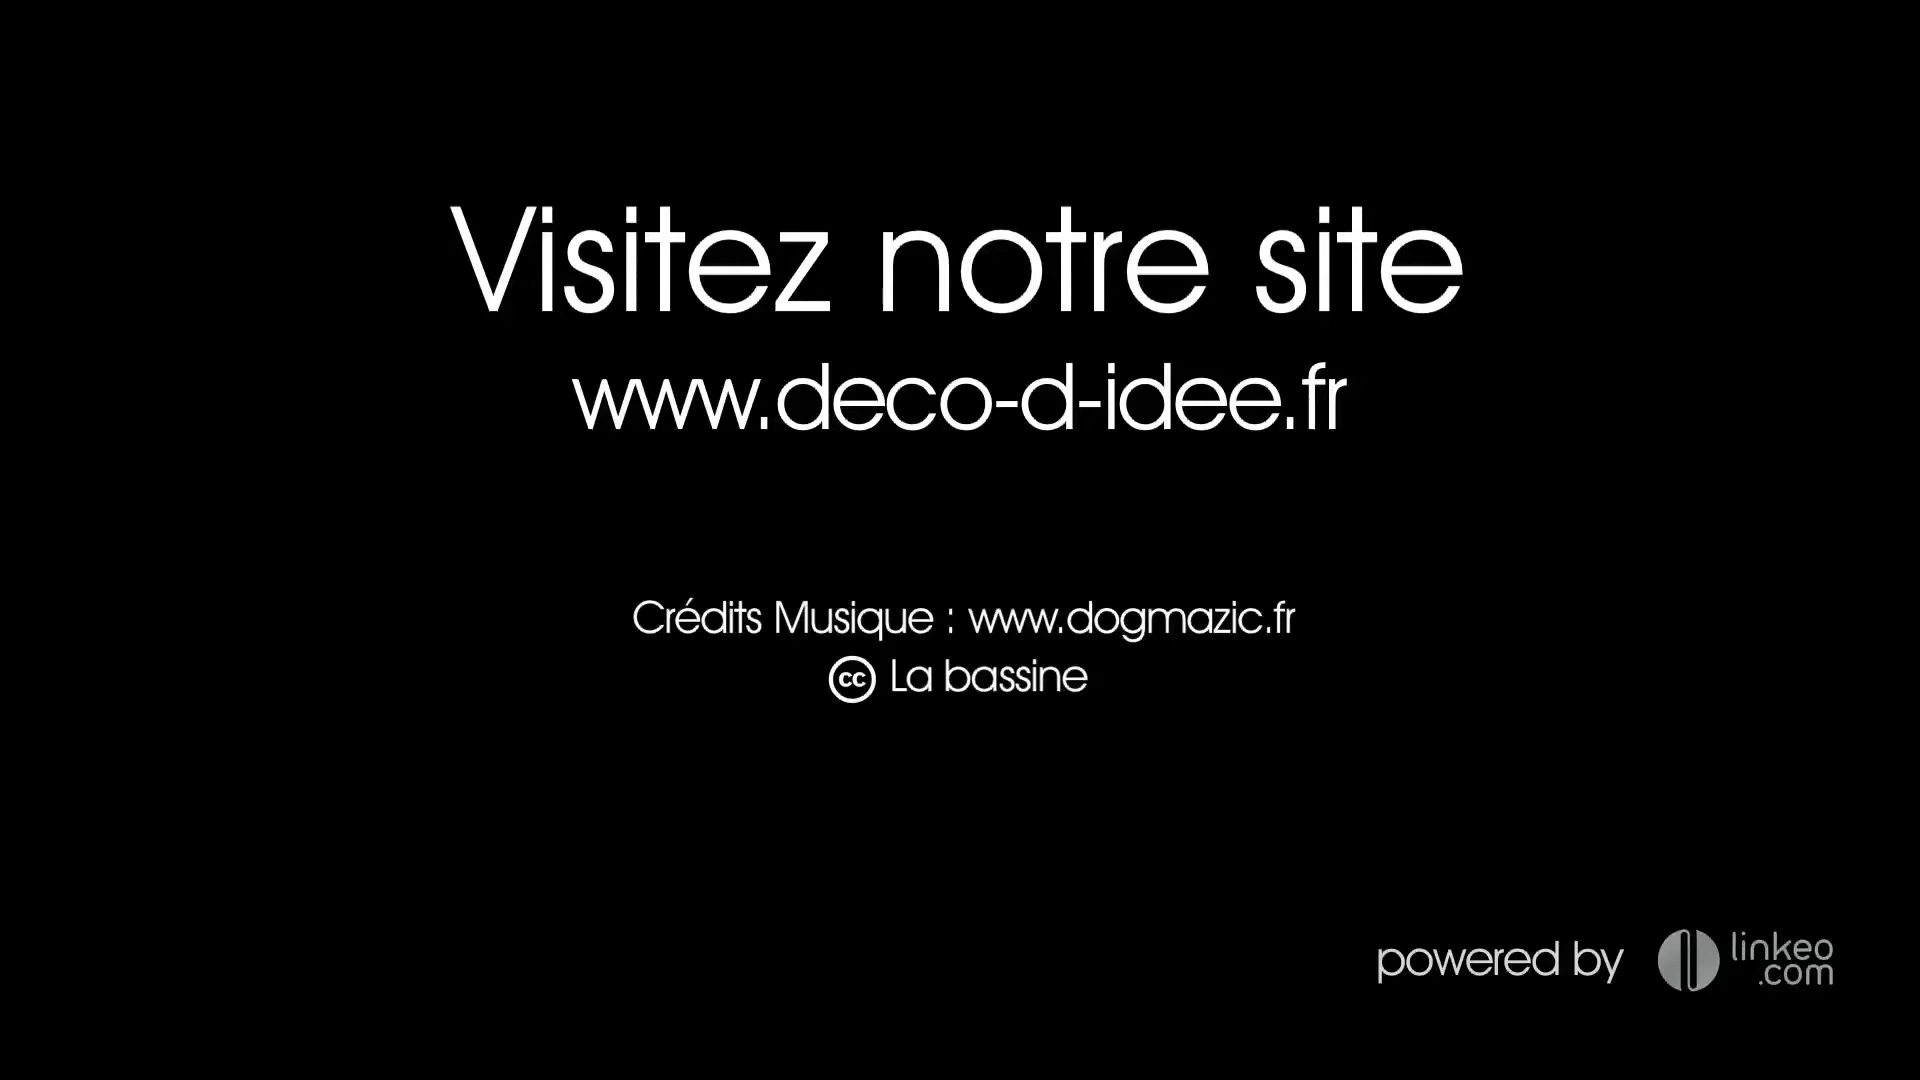 Visitez notre site
www.deco-d-idee.fr
Crédits Musique : www.dogmazic.fr
cc La bassine
powered by linkeo
.com